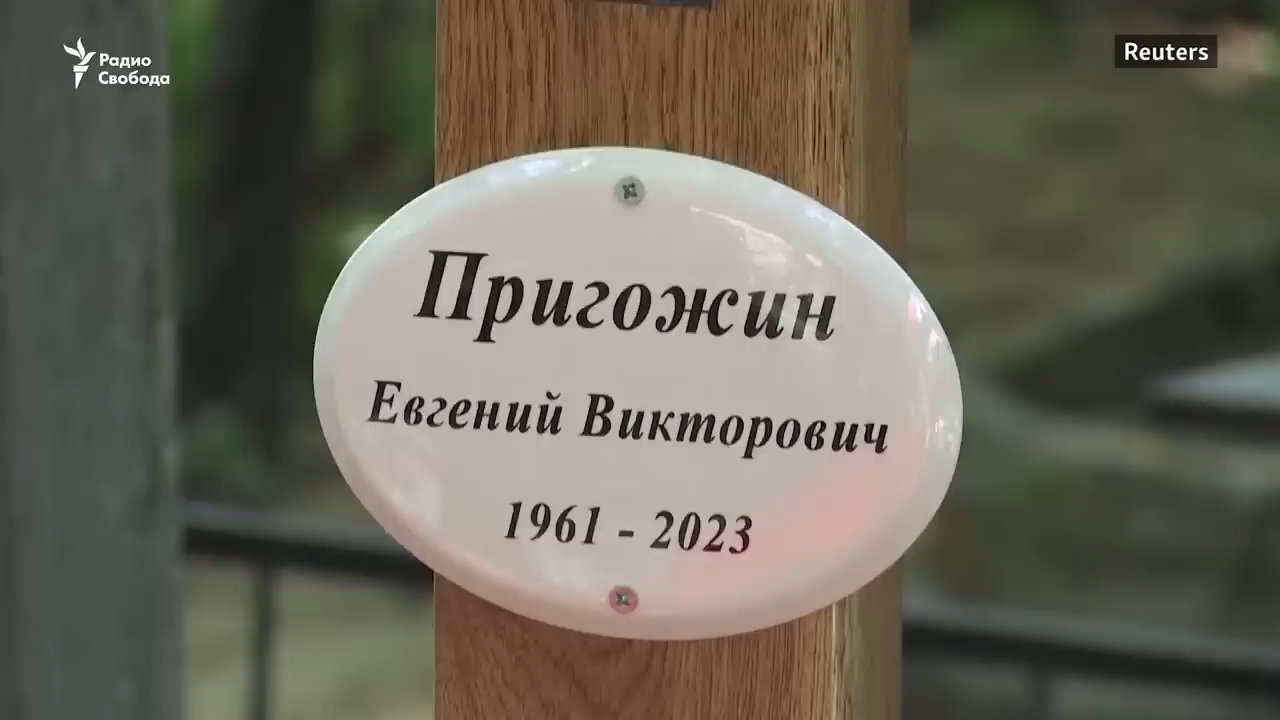 Радио
Свобода
Reuters
Пригожин
Евгений Викторович
1961 - 2023